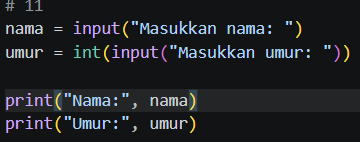 # 11
nama = input("Masukkan nama: ")
umur = int(input("Masukkan umur: "))
print("Nama:", nama)
print("Umur:", umur)